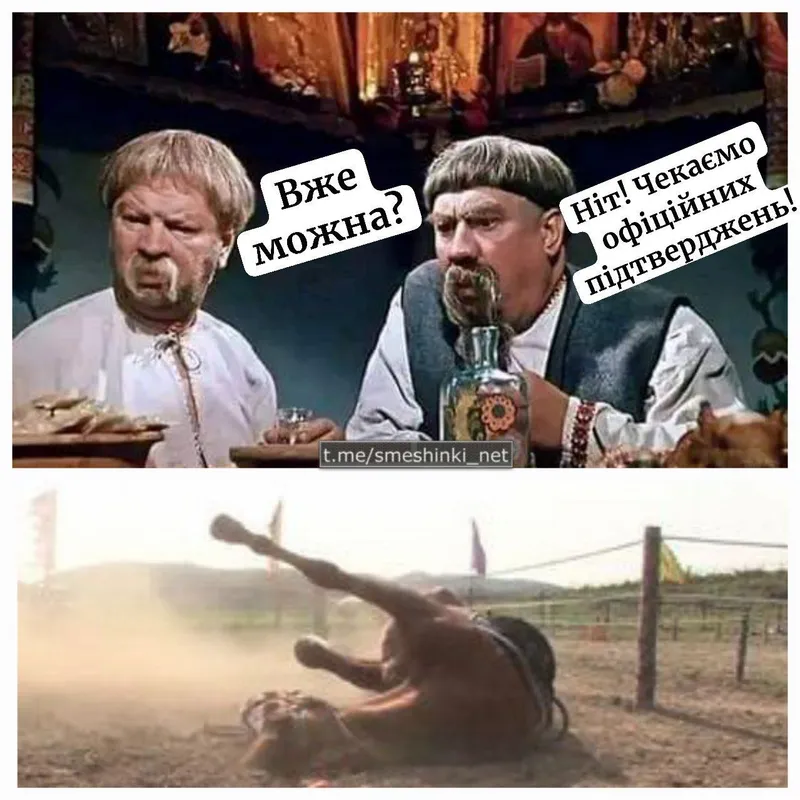 Вже
можна?
Ніт! Чекаємо
офіційних
підтверджень!
t.me/smeshinki_net